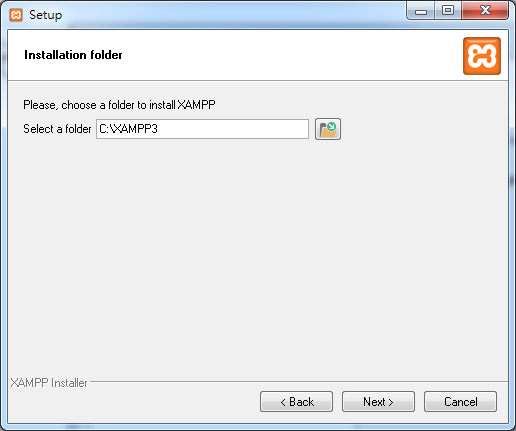 Setup
Installation folder
Please, choose a folder to install XAMPP
Select a folder C:\XAMPP3
XAMPP Installer
< Back Next > Cancel